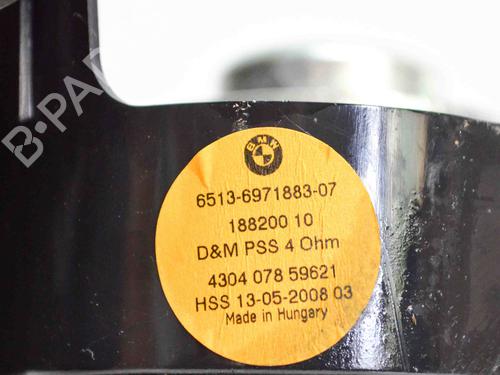 B-PARTS
BMW
6513-6971883-07
188200 10
D&M PSS 4 Ohm
4304 078 59621
HSS 13-05-2008 03
Made in Hungary